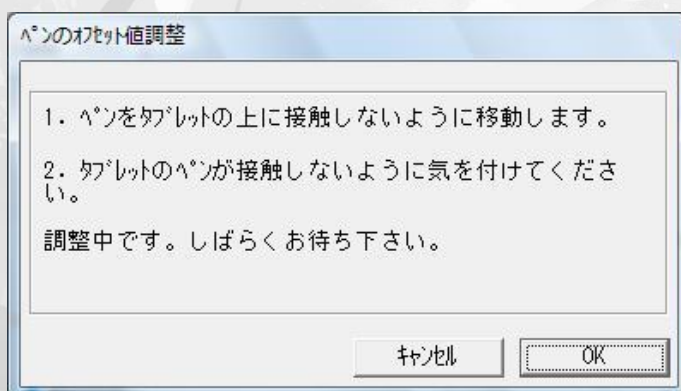 ﾍﾟﾝのｵﾌｾｯﾄ値調整
1. ﾍﾟﾝをﾀﾌﾞﾚｯﾄの上に接触しないように移動します。
2. ﾀﾌﾞﾚｯﾄのﾍﾟﾝが接触しないように気を付けてくださ
い。
調整中です。しばらくお待ち下さい。
ｷｬﾝｾﾙ
OK